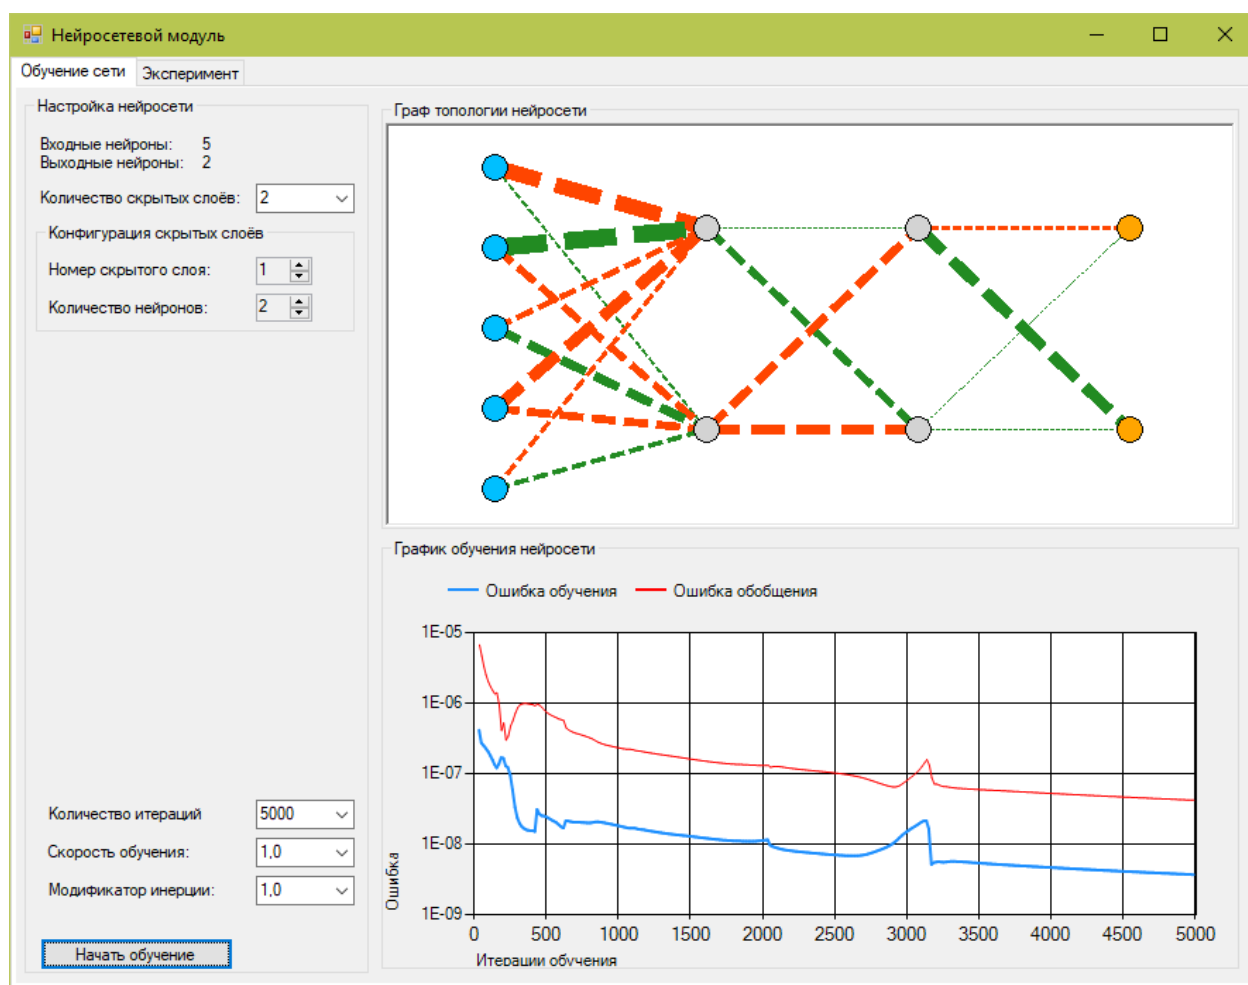 Нейросетевой модуль
Обучение сети Эксперимент
Настройка нейросети
Входные нейроны: 5
Выходные нейроны: 2
Количество скрытых слоёв: 2
Конфигурация скрытых слоёв
Номер скрытого слоя: 1
Количество нейронов: 2
Количество итераций 5000
Скорость обучения: 1,0
Модификатор инерции: 1,0
Начать обучение
Граф топологии нейросети
График обучения нейросети
Ошибка обучения Ошибка обобщения
1E-05
1E-06
1E-07
1E-08
1E-09
Ошибка
0 500 1000 1500 2000 2500 3000 3500 4000 4500 5000
Итерации обучения